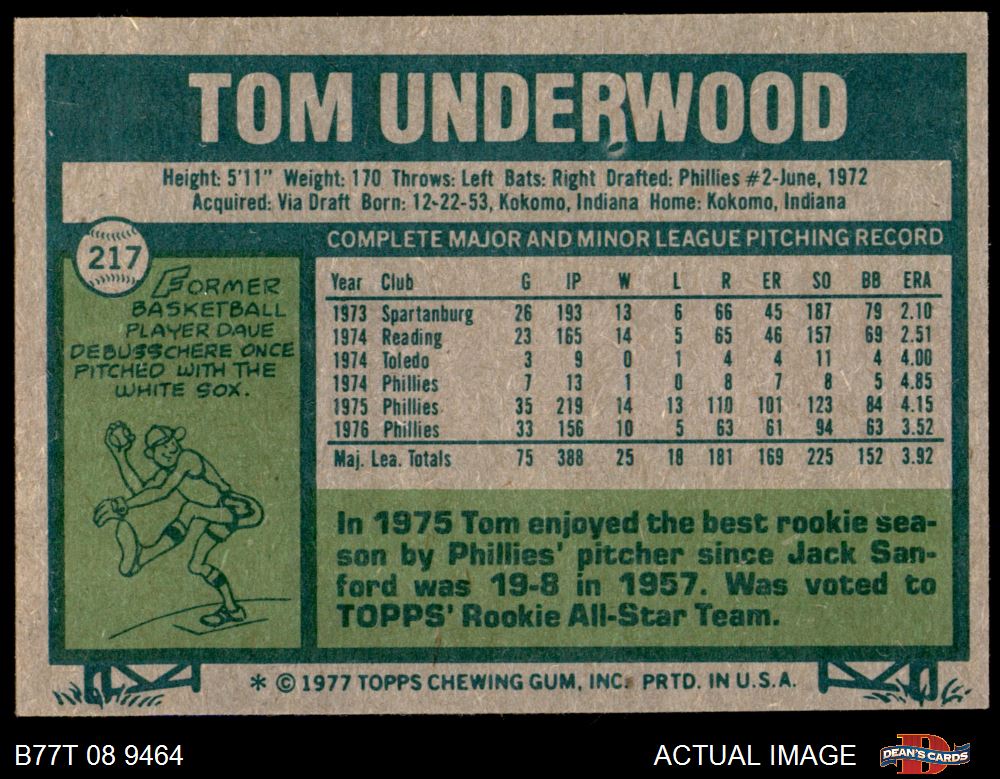 TOM UNDERWOOD
Height: 5'11" Weight: 170 Throws: Left Bats: Right Drafted: Phillies #2-June, 1972
Acquired: Via Draft Born: 12-22-53, Kokomo, Indiana Home: Kokomo, Indiana
217
FORMER
BASKETBALL
PLAYER DAVE
DEBUSSCHERE ONCE
PITCHED WITH THE
WHITE SOX.
COMPLETE MAJOR AND MINOR LEAGUE PITCHING RECORD
Year Club G IP W L R ER SO BB ERA
1973 Spartanburg 26 193 13 6 66 45 187 79 2.10
1974 Reading 23 165 14 5 65 46 157 69 2.51
1974 Toledo 3 9 0 1 4 4 11 4 4.00
1974 Phillies 7 13 1 0 8 7 8 5 4.85
1975 Phillies 35 219 14 13 110 101 123 84 4.15
1976 Phillies 33 156 10 5 63 61 94 63 3.52
Maj. Lea. Totals 75 388 25 18 181 169 225 152 3.92
In 1975 Tom enjoyed the best rookie sea-
son by Phillies' pitcher since Jack San-
ford was 19-8 in 1957. Was voted to
TOPPS' Rookie All-Star Team.
* © 1977 TOPPS CHEWING GUM, INC. PRTD. IN U.S.A.
B77T 08 9464
ACTUAL IMAGE
DEAN'S CARDS